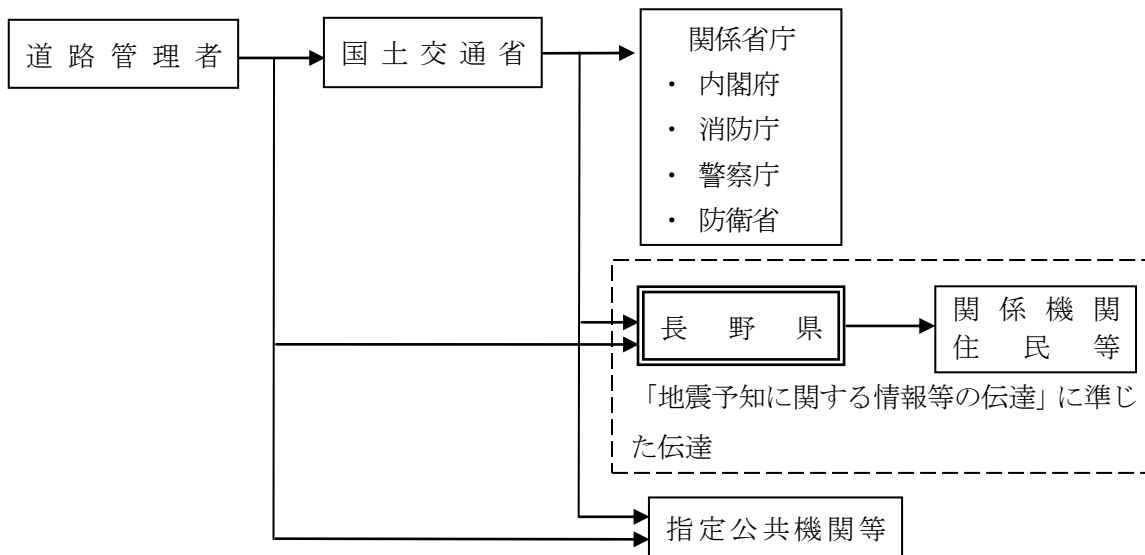 道路管理者
国土交通省
関係省庁
・ 内閣府
・ 消防庁
・ 警察庁
・ 防衛省
長野県
関係機関
住民等
「地震予知に関する情報等の伝達」に準じ
た伝達
指定公共機関等